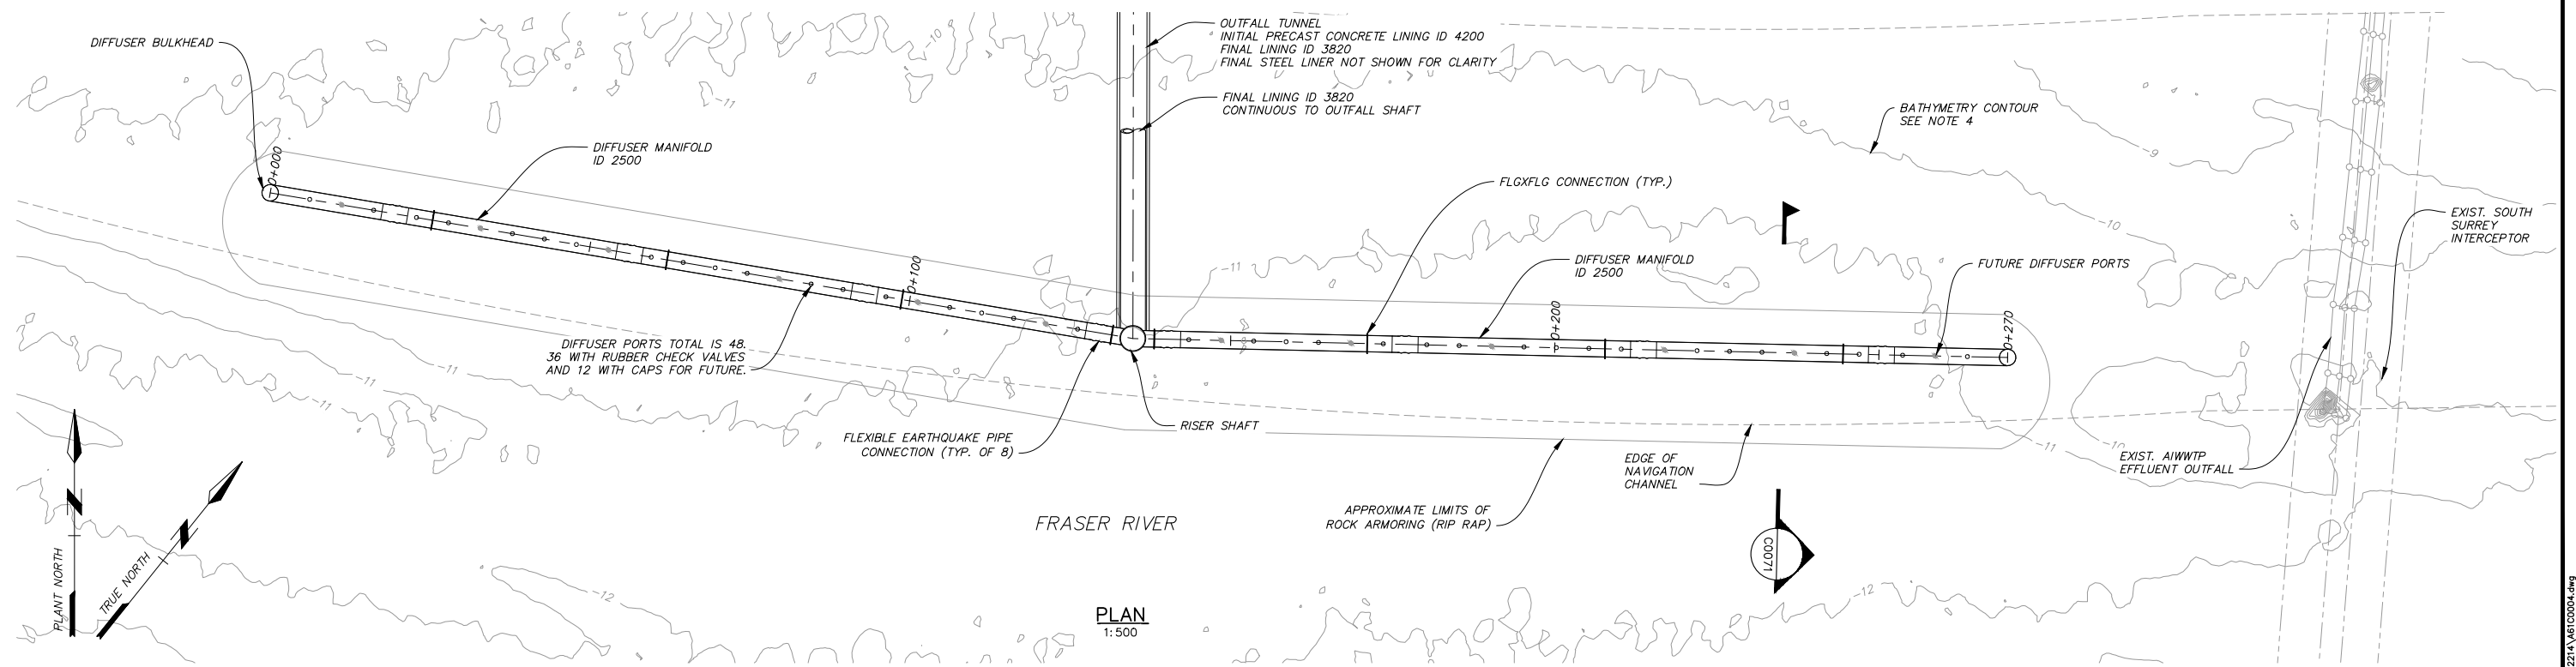 DIFFUSER BULKHEAD
OUTFALL TUNNEL
INITIAL PRECAST CONCRETE LINING ID 4200
FINAL LINING ID 3820
FINAL STEEL LINER NOT SHOWN FOR CLARITY
-10
-11
FINAL LINING ID 3820
CONTINUOUS TO OUTFALL SHAFT
BATHYMETRY CONTOUR
SEE NOTE 4
-9
DIFFUSER MANIFOLD
ID 2500
0+000
FLGXFLG CONNECTION (TYP.)
-10
EXIST. SOUTH
SURREY
INTERCEPTOR
0+100
-11
DIFFUSER MANIFOLD
ID 2500
FUTURE DIFFUSER PORTS
0+200
0+270
DIFFUSER PORTS TOTAL IS 48.
36 WITH RUBBER CHECK VALVES
AND 12 WITH CAPS FOR FUTURE.
-11
-11
-11
RISER SHAFT
FLEXIBLE EARTHQUAKE PIPE
CONNECTION (TYP. OF 8)
EDGE OF
NAVIGATION
CHANNEL
-11
-10
EXIST. AIWWTP
EFFLUENT OUTFALL
APPROXIMATE LIMITS OF
ROCK ARMORING (RIP RAP)
FRASER RIVER
C0071
N
N
PLANT NORTH
TRUE NORTH
-12
-12
PLAN
1:500
2214\A61C0004.dwg